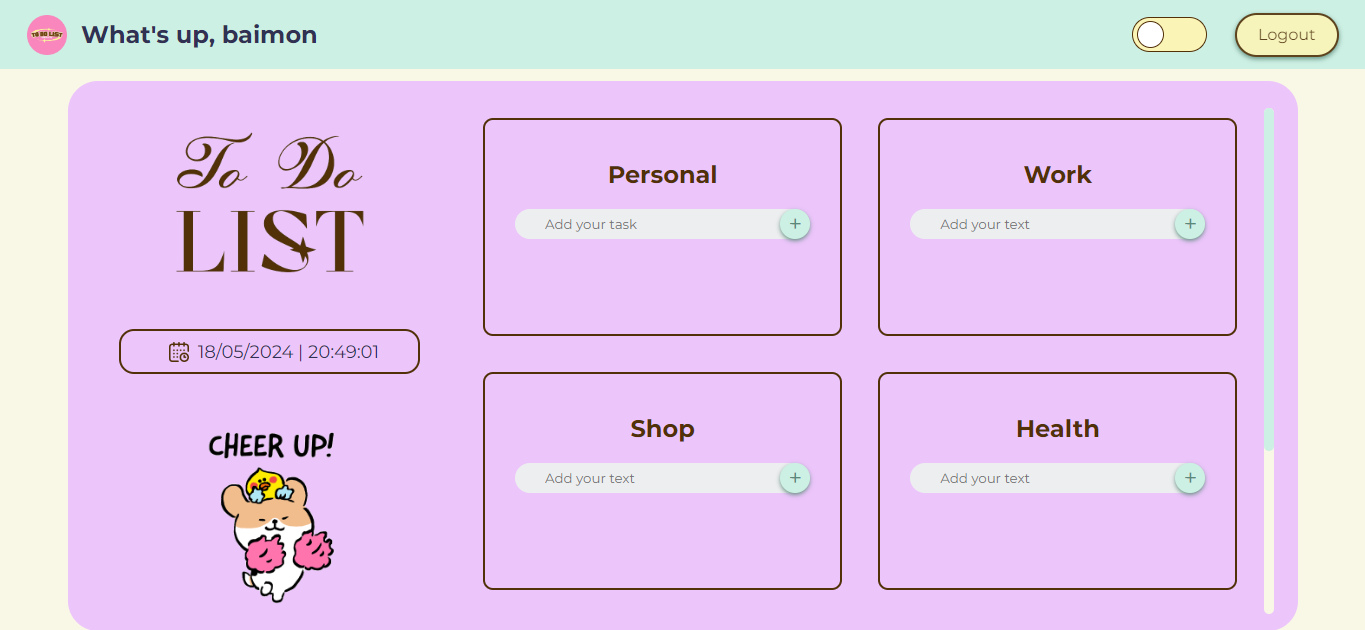 TO DO LIST
What's up, baimon
Logout
To Do
LIST
18/05/2024 | 20:49:01
CHEER UP!
Personal
Add your task
+
Work
Add your text
+
Shop
Add your text
+
Health
Add your text
+